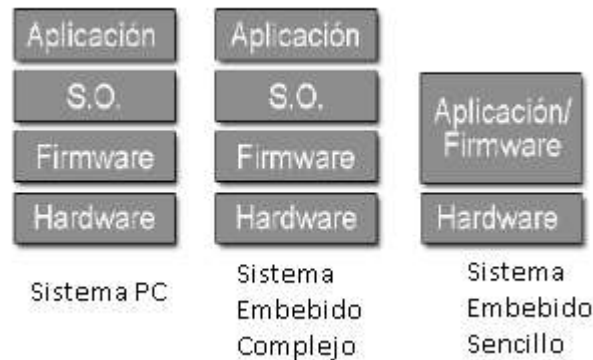 Aplicación
S.O.
Firmware
Hardware
Sistema PC
Aplicación
S.O.
Firmware
Hardware
Sistema
Embebido
Complejo
Aplicación/
Firmware
Hardware
Sistema
Embebido
Sencillo